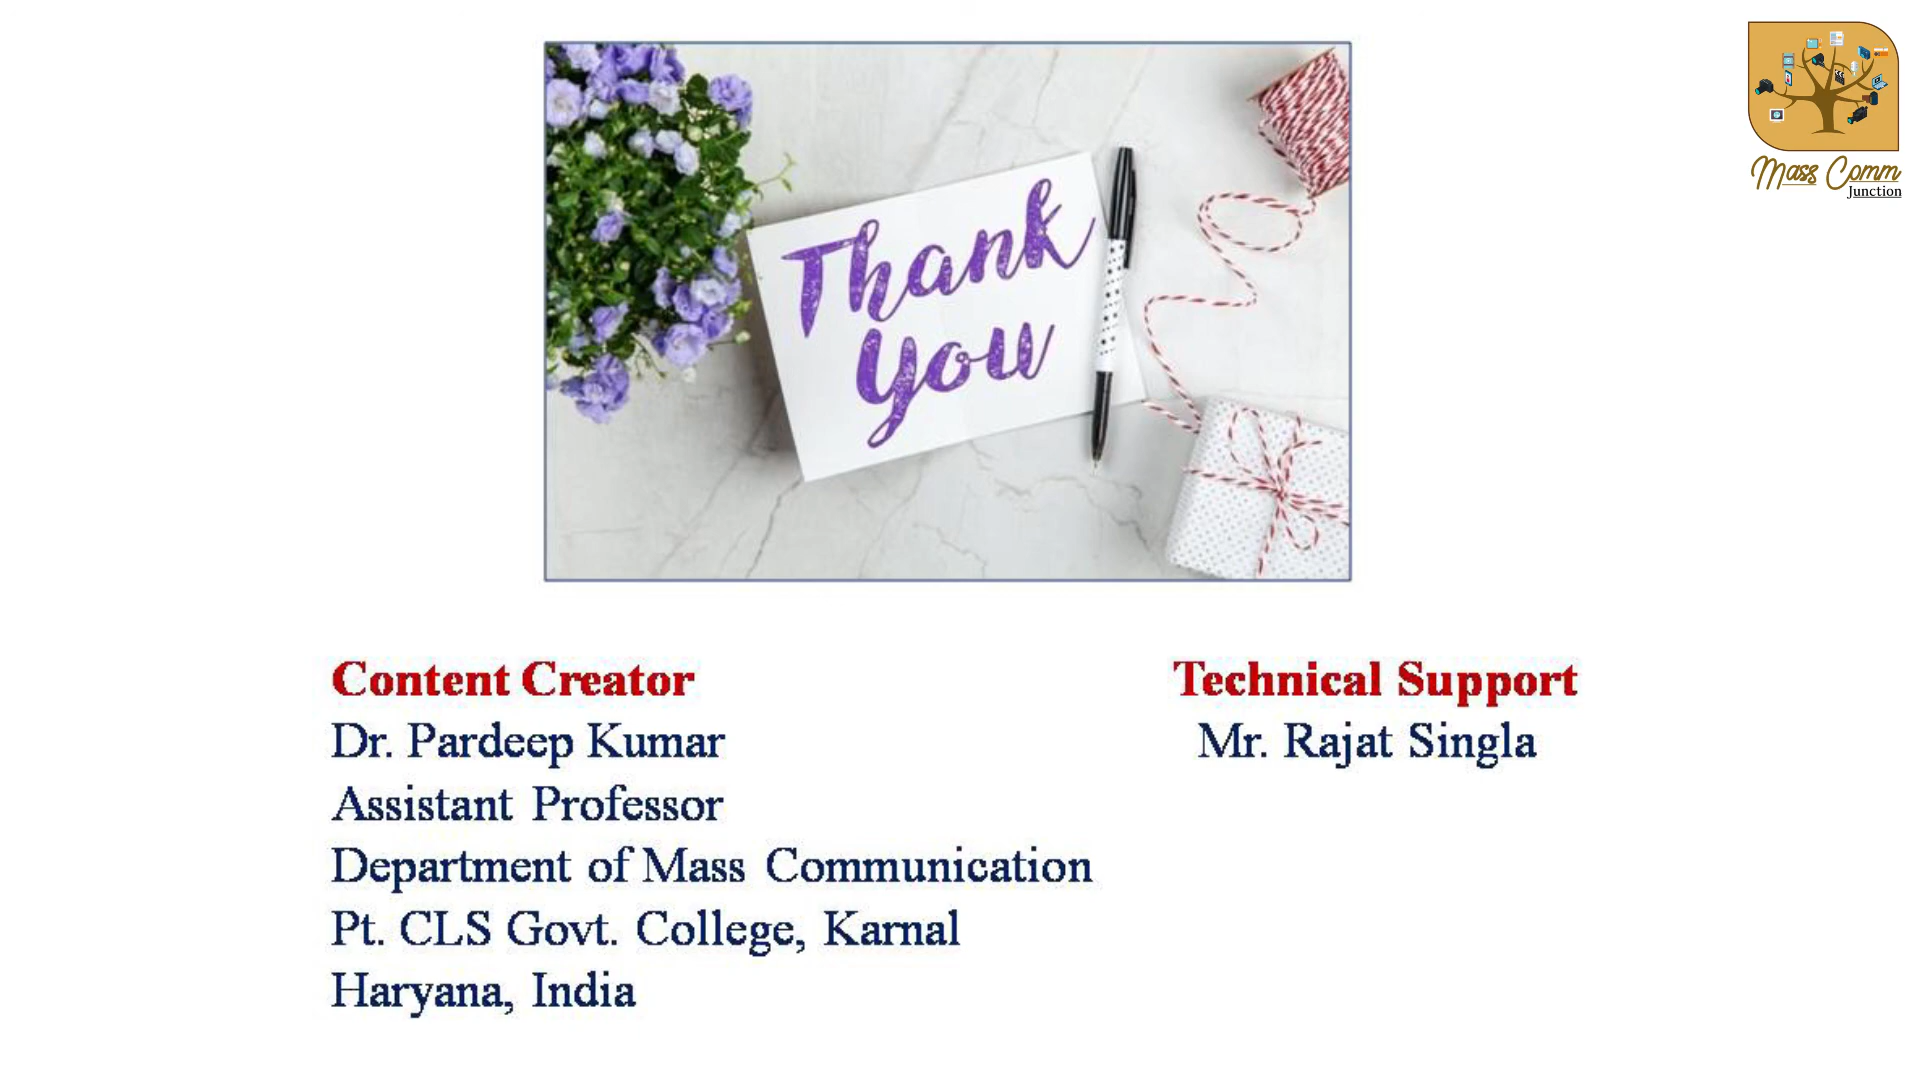 Thank
You
Mass Comm
Junction
Content Creator
Dr. Pardeep Kumar
Assistant Professor
Department of Mass Communication
Pt. CLS Govt. College, Karnal
Haryana, India
Technical Support
Mr. Rajat Singla